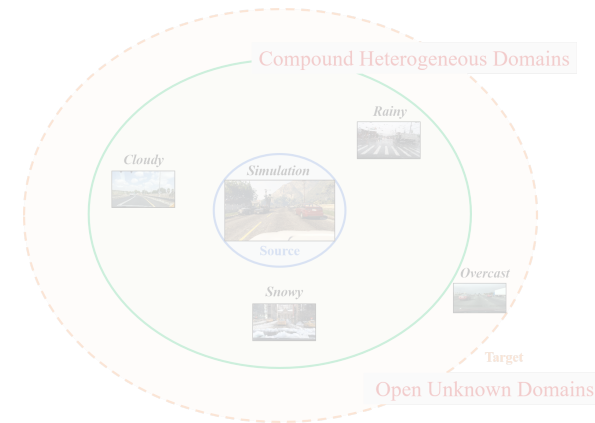 Compound Heterogeneous Domains
Rainy
Cloudy
Simulation
Source
Overcast
Snowy
Target
Open Unknown Domains